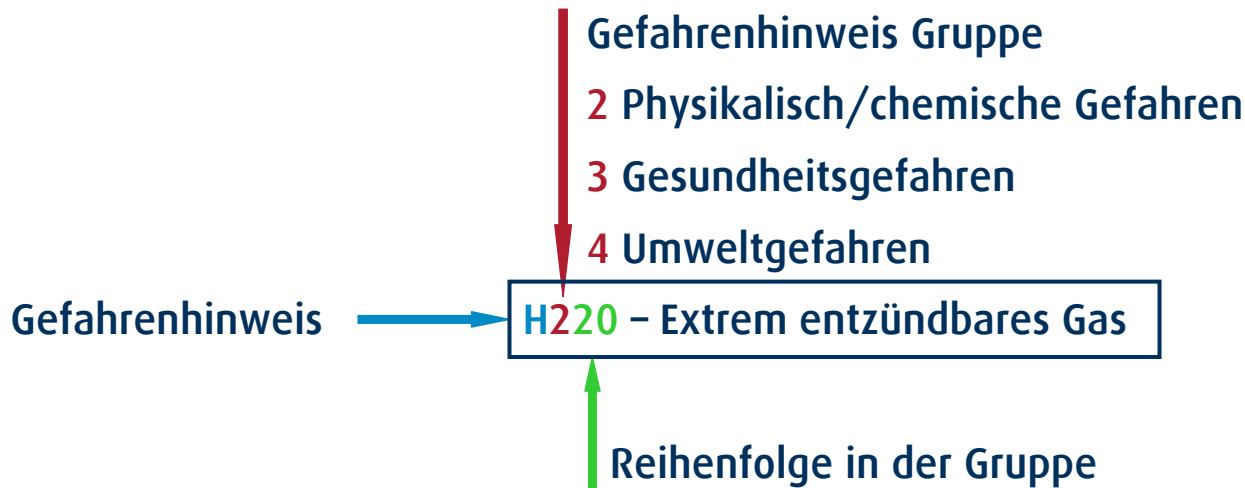 Gefahrenhinweis Gruppe
2 Physikalisch/chemische Gefahren
3 Gesundheitsgefahren
4 Umweltgefahren
Gefahrenhinweis
H220 – Extrem entzündbares Gas
Reihenfolge in der Gruppe